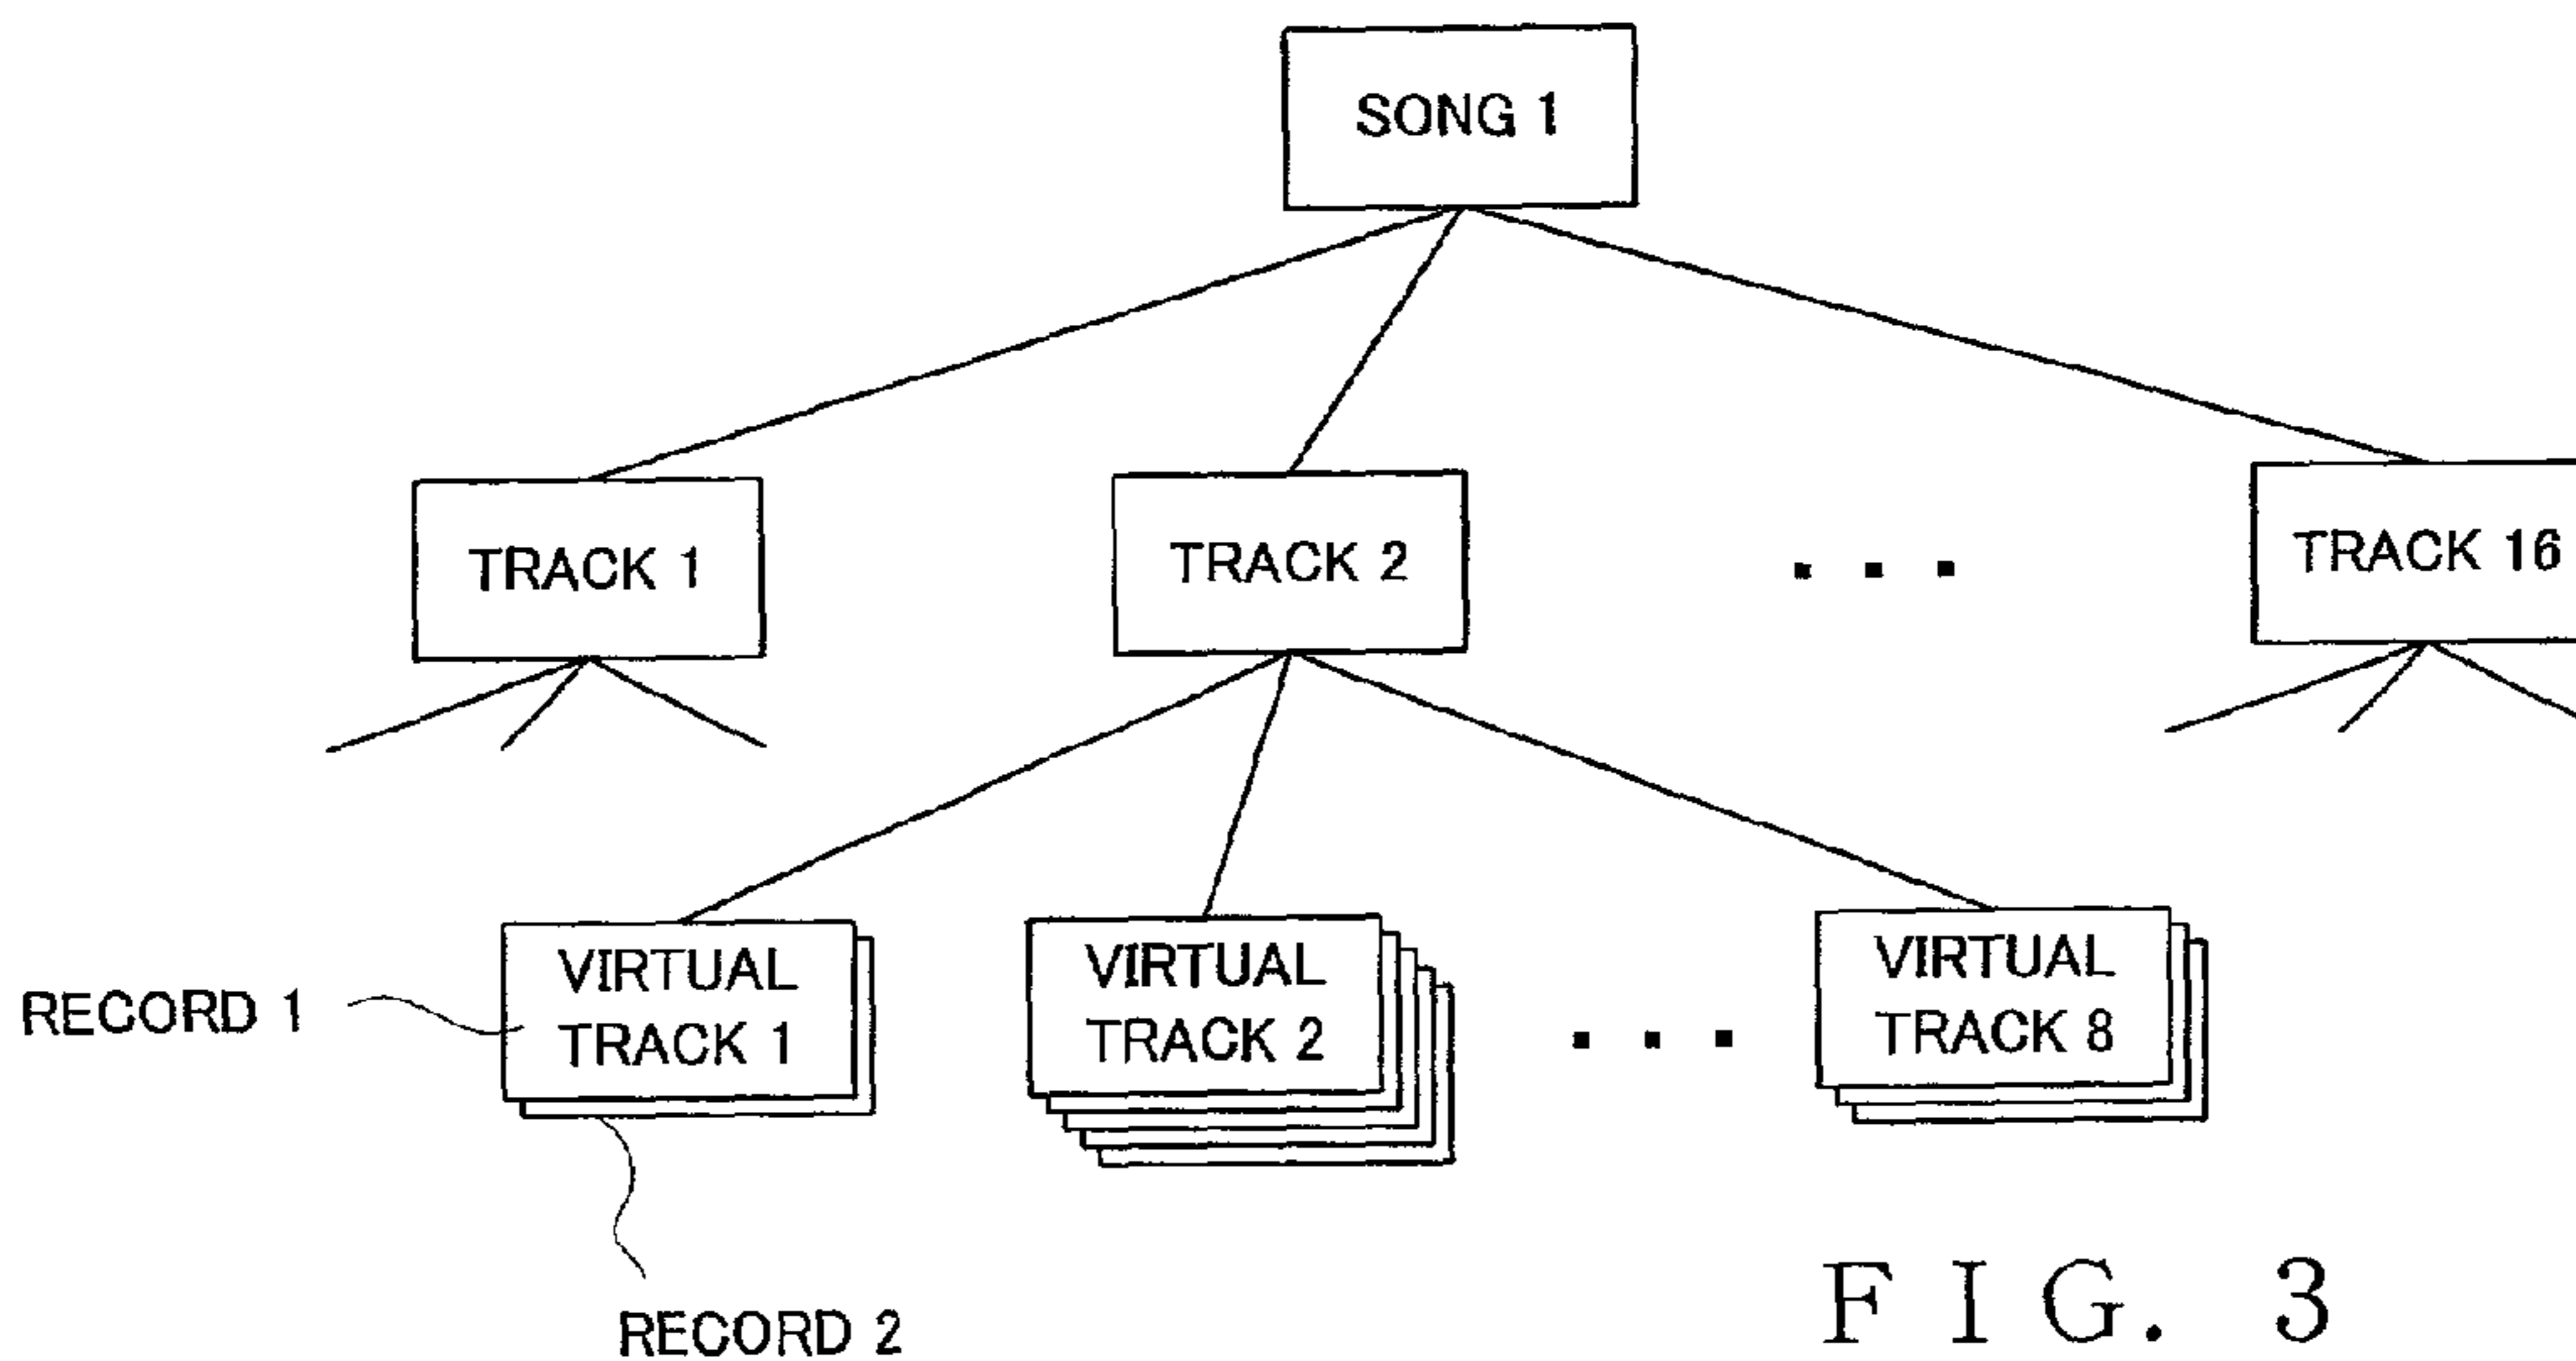 SONG 1
TRACK 1
TRACK 2
. . .
TRACK 16
RECORD 1
VIRTUAL
TRACK 1
VIRTUAL
TRACK 2
. . .
VIRTUAL
TRACK 8
RECORD 2
FIG. 3